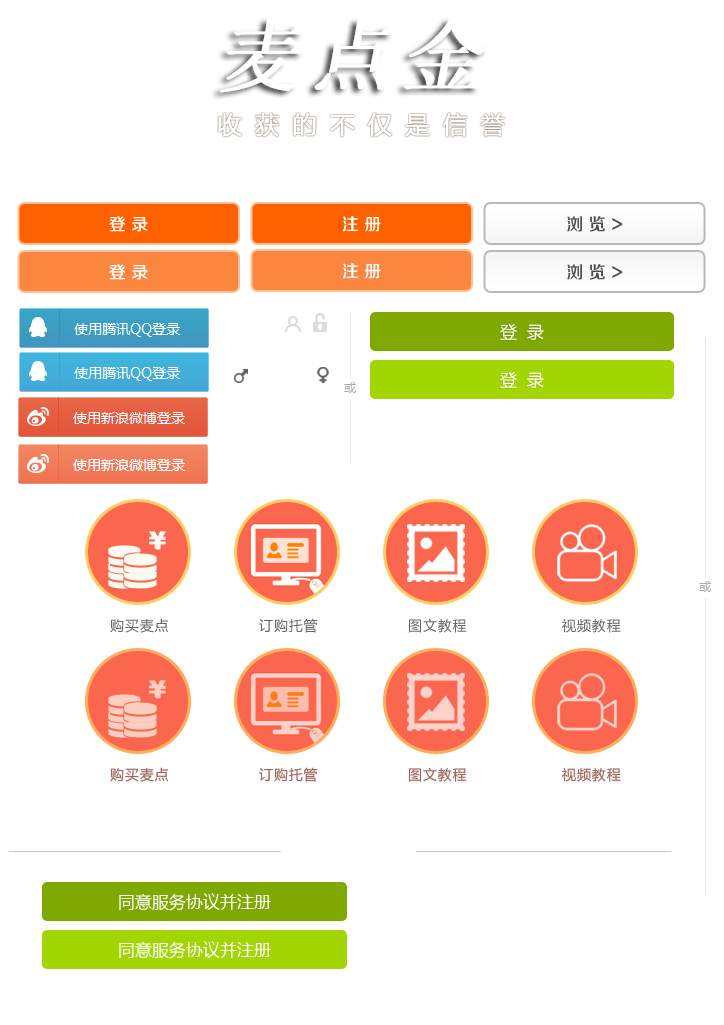 麦点金
收获的不仅是信誉
登录 注册 浏览 >
登录 注册 浏览 >
使用腾讯QQ登录
登录
使用腾讯QQ登录
登录
或
使用新浪微博登录
使用新浪微博登录
或
购买麦点 订购托管 图文教程 视频教程
购买麦点 订购托管 图文教程 视频教程
同意服务协议并注册
同意服务协议并注册